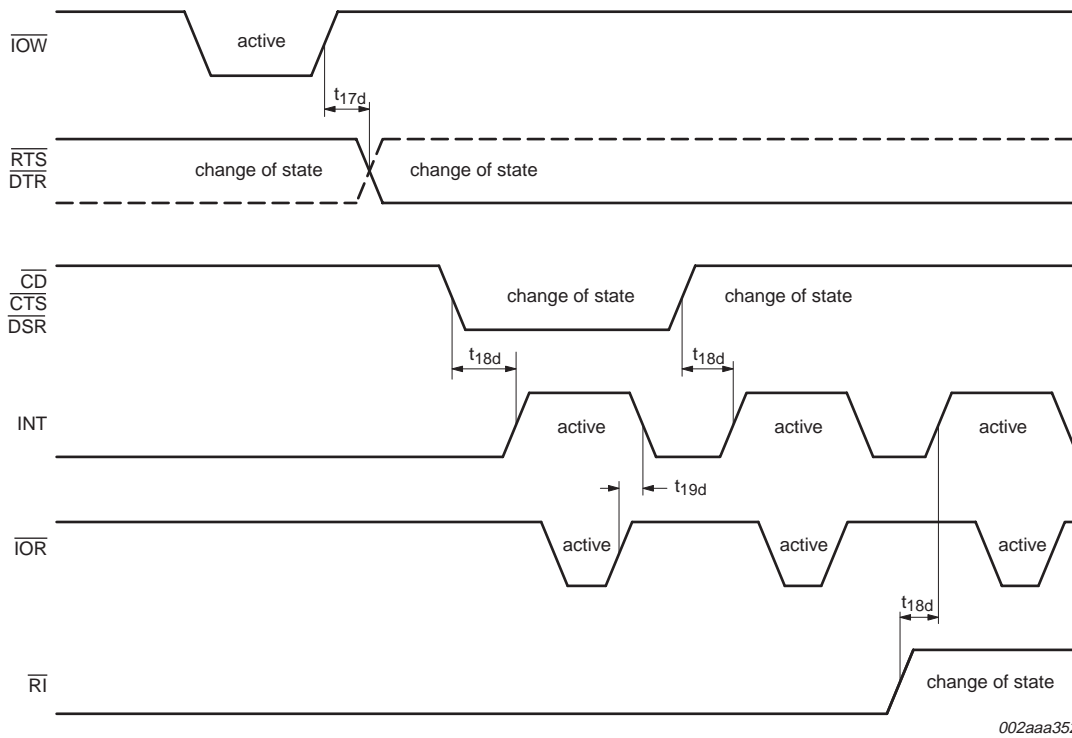 IOW
active
t17d
RTS
DTR
change of state change of state
CD
CTS
DSR
change of state change of state
t18d t18d
INT
active active active
t19d
IOR
active active active
t18d
RI
change of state
002aaa352